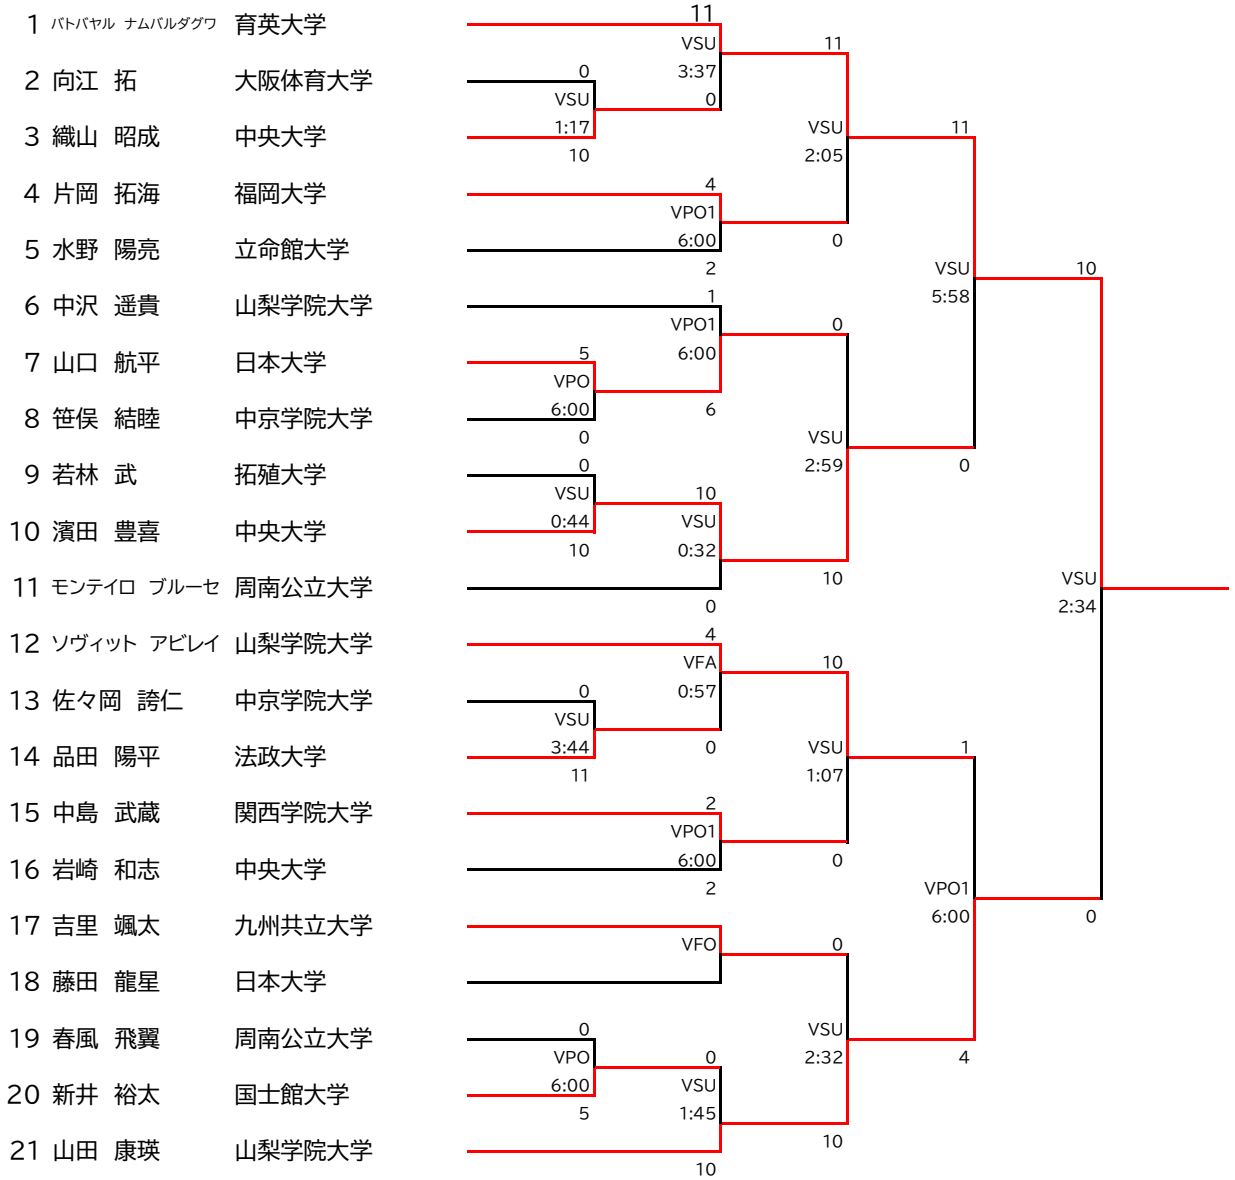 1 バトバヤル ナムバルダグワ 育英大学
2 向江 拓 大阪体育大学
3 織山 昭成 中央大学
4 片岡 拓海 福岡大学
5 水野 陽亮 立命館大学
6 中沢 遥貴 山梨学院大学
7 山口 航平 日本大学
8 笹俣 結睦 中京学院大学
9 若林 武 拓殖大学
10 濱田 豊喜 中央大学
11 モンテイロ ブルーセ 周南公立大学
12 ソヴィット アビレイ 山梨学院大学
13 佐々岡 誇仁 中京学院大学
14 品田 陽平 法政大学
15 中島 武蔵 関西学院大学
16 岩崎 和志 中央大学
17 吉里 颯太 九州共立大学
18 藤田 龍星 日本大学
19 春風 飛翼 周南公立大学
20 新井 裕太 国士館大学
21 山田 康瑛 山梨学院大学
0
VSU
1:17
10
5
VPO
6:00
0
0
VSU
0:44
10
0
VSU
3:44
11
0
VPO
6:00
5
11
VSU
3:37
0
4
VPO1
6:00
2
1
VPO1
6:00
6
10
VSU
0:32
0
4
VFA
0:57
0
2
VPO1
6:00
2
VFO
0
VSU
1:45
10
11
VSU
2:05
0
0
VSU
2:59
10
10
VSU
1:07
0
0
VSU
2:32
10
11
VSU
5:58
0
1
VPO1
6:00
4
10
VSU
2:34
0